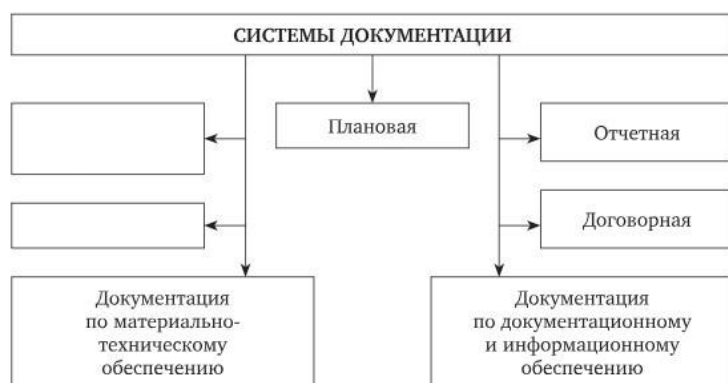 СИСТЕМЫ ДОКУМЕНТАЦИИ
Плановая
Отчетная
Договорная
Документация
по материально-
техническому
обеспечению
Документация
по документационному
и информационному
обеспечению